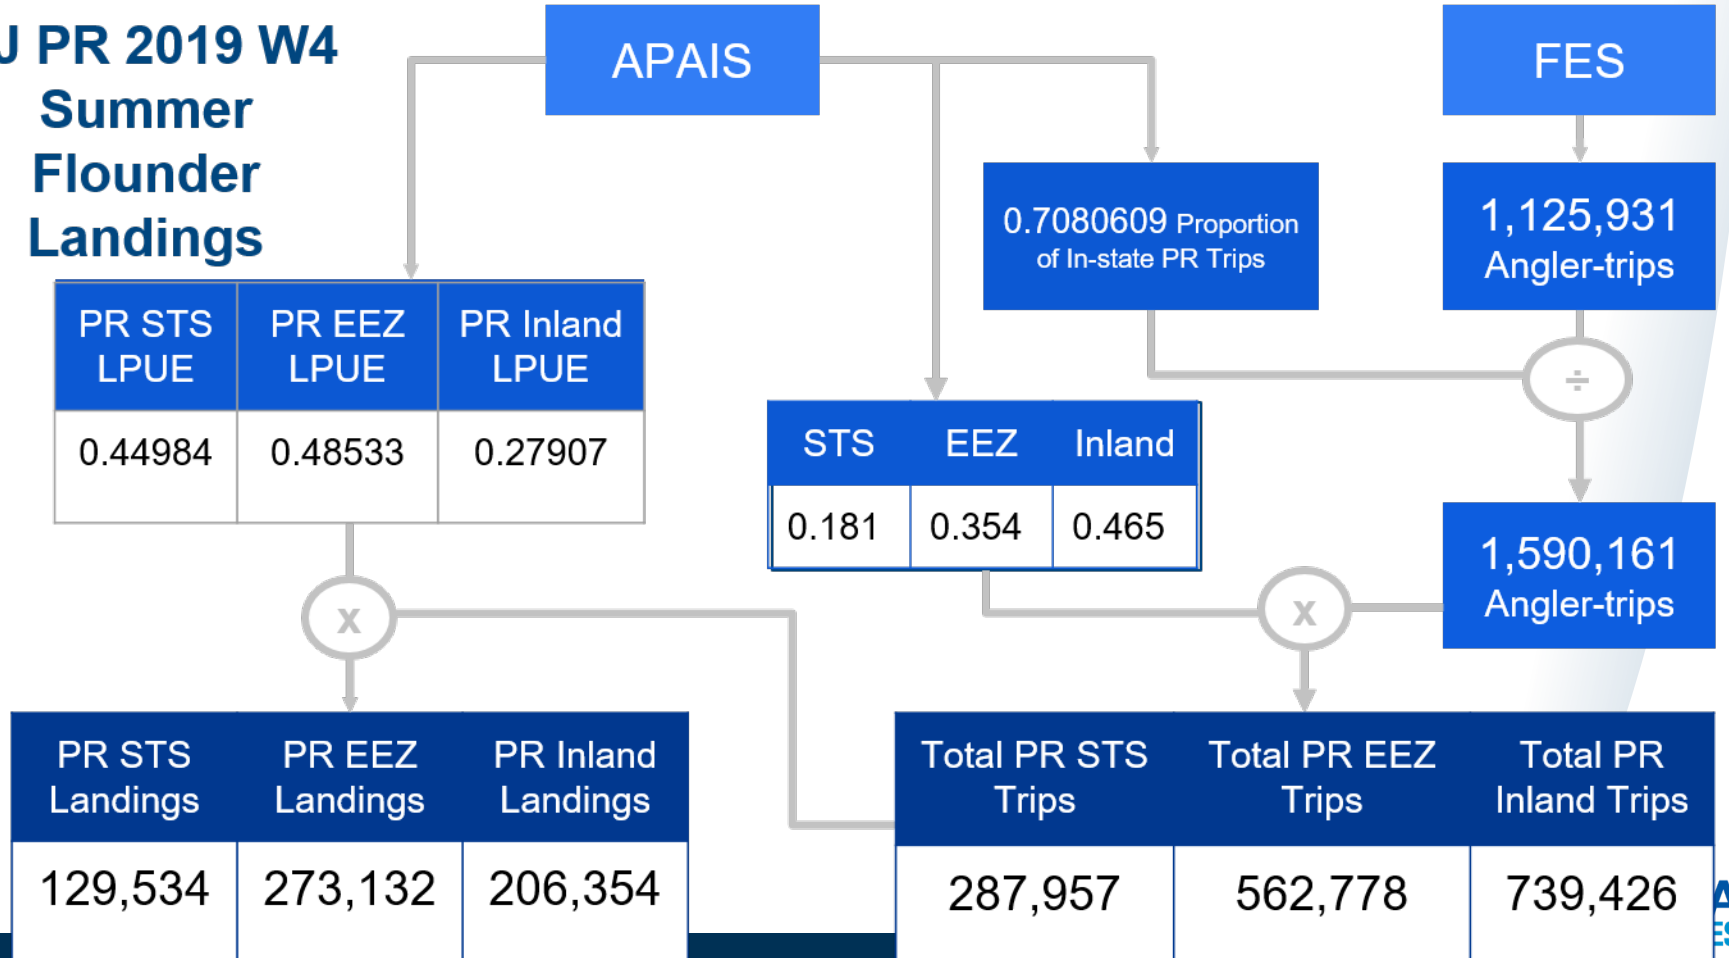 J PR 2019 W4
Summer
Flounder
Landings
APAIS
FES
0.7080609 Proportion
of In-state PR Trips
1,125,931
Angler-trips
÷
PR STS
LPUE
PR EEZ
LPUE
PR Inland
LPUE
0.44984
0.48533
0.27907
STS
EEZ
Inland
0.181
0.354
0.465
1,590,161
Angler-trips
x
x
PR STS
Landings
PR EEZ
Landings
PR Inland
Landings
129,534
273,132
206,354
Total PR STS
Trips
Total PR EEZ
Trips
Total PR
Inland Trips
287,957
562,778
739,426